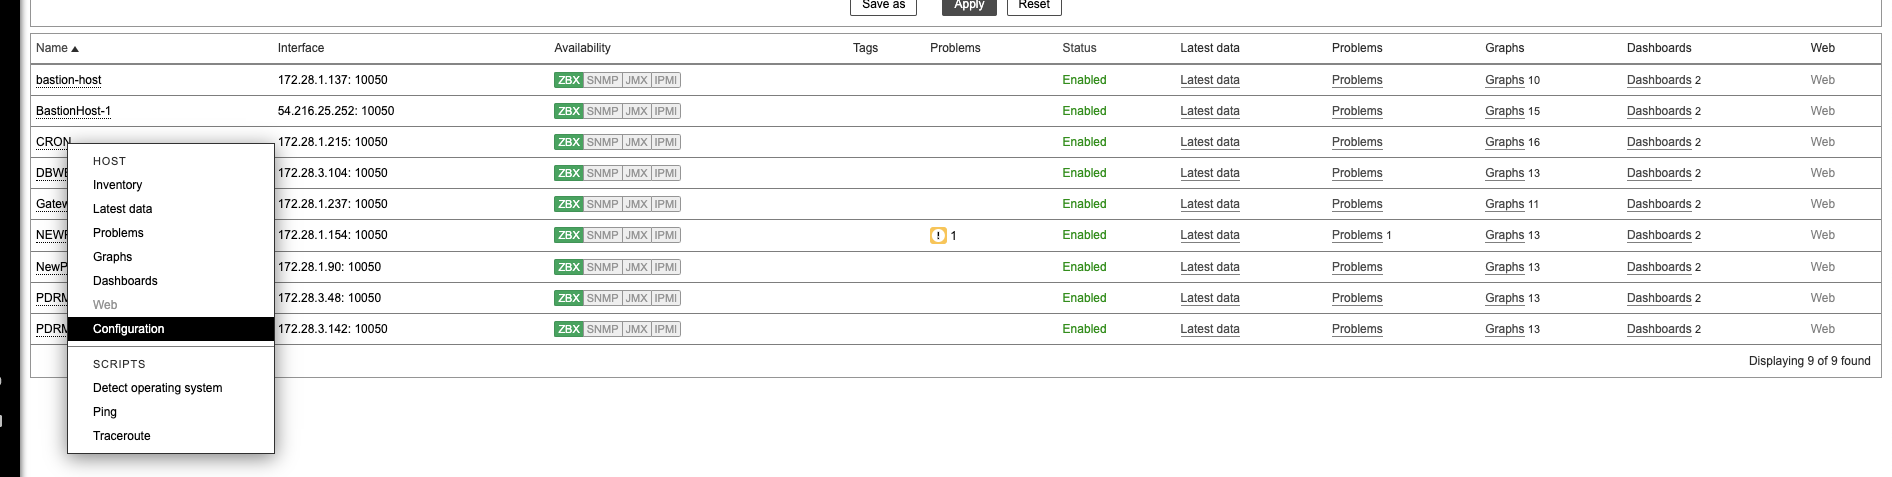 Save as Apply Reset
Name Interface Availability Tags Problems Status Latest data Problems Graphs Dashboards Web
bastion-host 172.28.1.137: 10050 ZBX SNMP JMX IPMI Enabled Latest data Problems Graphs 10 Dashboards 2 Web
BastionHost-1 54.216.25.252: 10050 ZBX SNMP JMX IPMI Enabled Latest data Problems Graphs 15 Dashboards 2 Web
CRON 172.28.1.215: 10050 ZBX SNMP JMX IPMI Enabled Latest data Problems Graphs 16 Dashboards 2 Web
172.28.3.104: 10050 ZBX SNMP JMX IPMI Enabled Latest data Problems Graphs 13 Dashboards 2 Web
172.28.1.237: 10050 ZBX SNMP JMX IPMI Enabled Latest data Problems Graphs 11 Dashboards 2 Web
172.28.1.154: 10050 ZBX SNMP JMX IPMI 1 Enabled Latest data Problems 1 Graphs 13 Dashboards 2 Web
172.28.1.90: 10050 ZBX SNMP JMX IPMI Enabled Latest data Problems Graphs 13 Dashboards 2 Web
172.28.3.48: 10050 ZBX SNMP JMX IPMI Enabled Latest data Problems Graphs 13 Dashboards 2 Web
172.28.3.142: 10050 ZBX SNMP JMX IPMI Enabled Latest data Problems Graphs 13 Dashboards 2 Web
Displaying 9 of 9 found
HOST
Inventory
Latest data
Problems
Graphs
Dashboards
Web
Configuration
SCRIPTS
Detect operating system
Ping
Traceroute